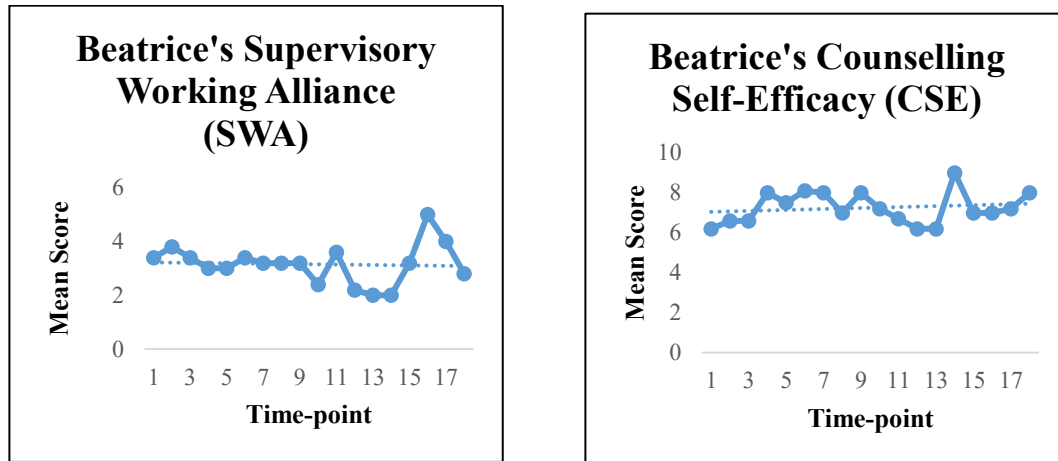 Beatrice's Supervisory
Working Alliance
(SWA)
6
4
2
0
Mean Score
1 3 5 7 9 11 13 15 17
Time-point
Beatrice's Counselling
Self-Efficacy (CSE)
10
8
6
4
2
0
Mean Score
1 3 5 7 9 11 13 15 17
Time-point